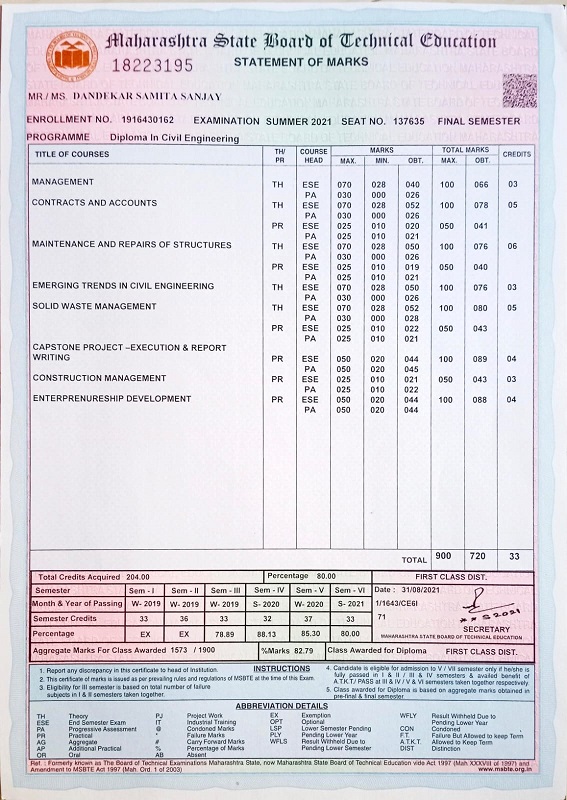 Maharashtra State Board of Technical Education
18223195
STATEMENT OF MARKS
MR / MS. DANDEKAR SAMITA SANJAY
ENROLLMENT NO. 1916430162 EXAMINATION SUMMER 2021 SEAT NO. 137635 FINAL SEMESTER
PROGRAMME Diploma In Civil Engineering
TITLE OF COURSES TH/ PR COURSE HEAD MARKS TOTAL MARKS CREDITS
MAX. MIN. OBT. MAX. OBT.
MANAGEMENT TH ESE 070 028 040 100 066 03
PA 030 000 026
CONTRACTS AND ACCOUNTS TH ESE 070 028 052 100 078 05
PA 030 000 026
PR ESE 025 010 020 050 041
PA 025 010 021
MAINTENANCE AND REPAIRS OF STRUCTURES TH ESE 070 028 050 100 076 06
PA 030 000 026
PR ESE 025 010 019 050 040
PA 025 010 021
EMERGING TRENDS IN CIVIL ENGINEERING TH ESE 070 028 050 100 076 03
PA 030 000 026
SOLID WASTE MANAGEMENT TH ESE 070 028 052 100 080 05
PA 030 000 028
PR ESE 025 010 022 050 043
PA 025 010 021
CAPSTONE PROJECT –EXECUTION & REPORT
WRITING PR ESE 050 020 044 100 089 04
PA 050 020 045
CONSTRUCTION MANAGEMENT PR ESE 025 010 021 050 043 03
PA 025 010 022
ENTERPRENURESHIP DEVELOPMENT PR ESE 050 020 044 100 088 04
PA 050 020 044
TOTAL 900 720 33
Total Credits Acquired 204.00 Percentage 80.00 FIRST CLASS DIST.
Semester Sem - I Sem - II Sem - III Sem - IV Sem - V Sem - VI Date : 31/08/2021
Month & Year of Passing W- 2019 W- 2019 W- 2019 S- 2020 W- 2020 S- 2021 1/1643/CE6I
Semester Credits 33 36 33 32 37 33 71
Percentage EX EX 78.89 88.13 85.30 80.00 SECRETARY
MAHARASHTRA STATE BOARD OF TECHNICAL EDUCATION
Aggregate Marks For Class Awarded 1573 / 1900 %Marks 82.79 Class Awarded for Diploma FIRST CLASS DIST.
INSTRUCTIONS
1. Report any discrepancy in this certificate to head of Institution.
2. This certificate of marks is issued as per prevailing rules and regulations of MSBTE at the time of this Exam.
3. Eligibility for III semester is based on total number of failure
subjects in I & II semesters taken together.
4. Candidate is eligible for admission to V / VII semester only if he/she is
fully passed in I & II / III & IV semesters & availed benefit of
A.T.K.T./ PASS at III & IV / V & VI semesters taken together respectively.
5. Class awarded for Diploma is based on aggregate marks obtained in
pre-final & final semester.
ABBREVIATION DETAILS
TH Theory PJ Project Work EX Exemption WFLY Result Withheld Due to
ESE End Semester Exam IT Industrial Training OPT Optional Pending Lower Year
PA Progressive Assessment @ Condoned Marks LSP Lower Semester Pending CON Condoned
PR Practical * Failure Marks PLY Pending Lower Year F.T. Failure But Allowed to keep Term
AG Aggregate # Carry Forward Marks WFLS Result Withheld Due to A.T.K.T. Allowed to Keep Term
AP Additional Practical % Percentage of Marks Pending Lower Semester DIST Distinction
OR Oral AB Absent
Ref. : Formerly known as The Board of Technical Examinations Maharashtra State, now Maharashtra State Board of Technical Education vide Act 1997 (Mah.XXXVIII of 1997) and
Amendment to MSBTE Act 1997 (Mah. Ord. 1 of 2003) www.msbte.org.in